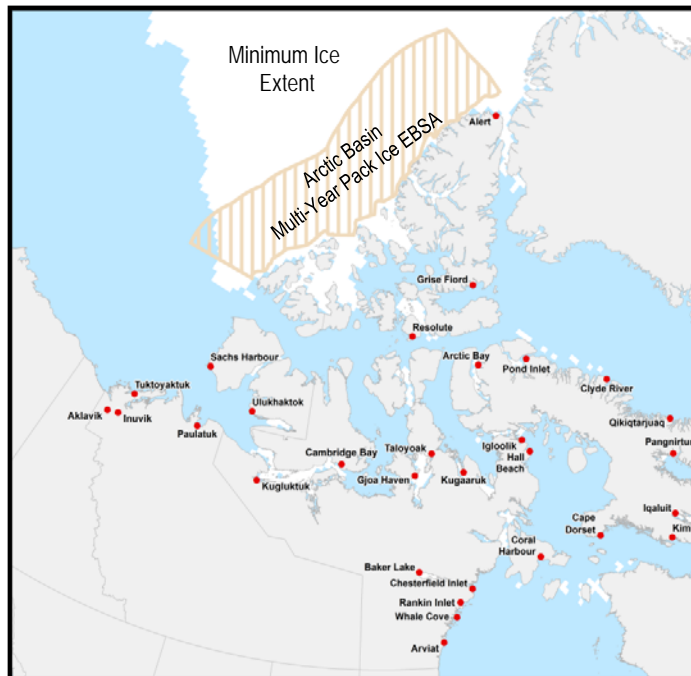 Minimum Ice
Extent
Arctic Basin
Multi-Year Pack Ice EBSA
Alert
Grise Fiord
Resolute
Sachs Harbour
Arctic Bay
Pond Inlet
Clyde River
Tuktoyaktuk
Ulukhaktok
Aklavik
Inuvik
Paulatuk
Qikiqtarjuaq
Pangnirtun
Igloolik
Hall
Beach
Taloyoak
Cambridge Bay
Gjoa Haven
Kugaaruk
Kugluktuk
Iqaluit
Cape
Dorset
Kim
Coral
Harbour
Baker Lake
Chesterfield Inlet
Rankin Inlet
Whale Cove
Arviat